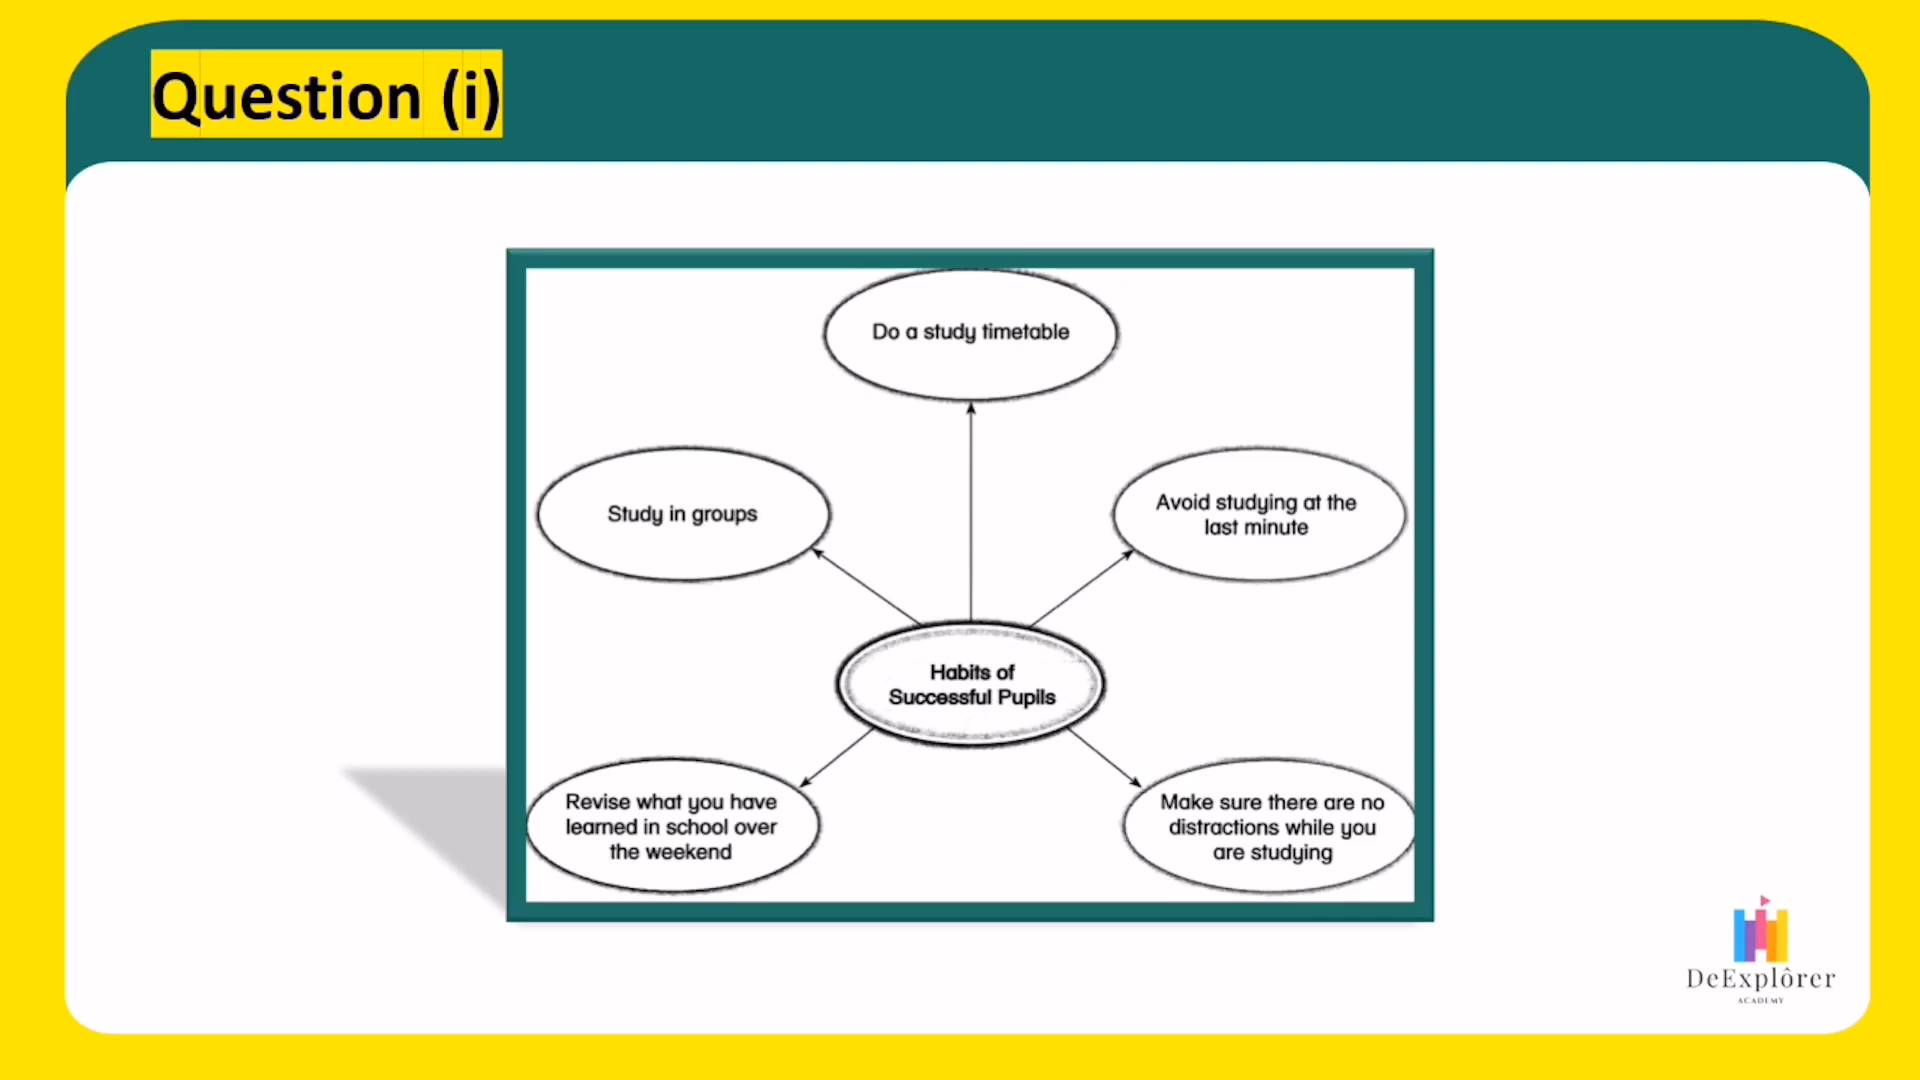 Question (i)
Do a study timetable
Study in groups
Avoid studying at the
last minute
Habits of
Successful Pupils
Revise what you have
learned in school over
the weekend
Make sure there are no
distractions while you
are studying
DeExplôrer
ACADEMY